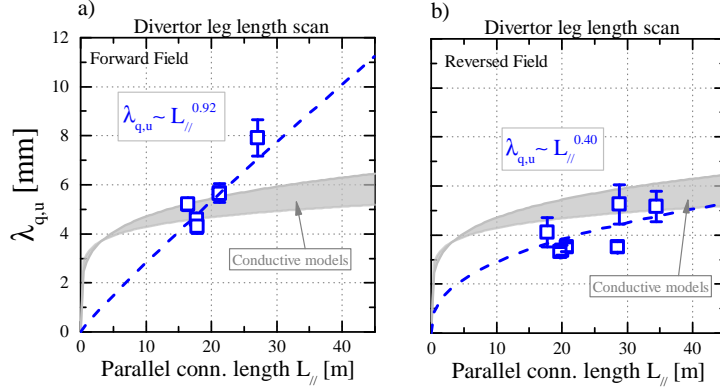 a)
Divertor leg length scan
Forward Field
λq,u ~ L//^0.92
Conductive models
12
10
8
6
4
2
0
λq,u [mm]
0 10 20 30 40
Parallel conn. length L// [m]
b)
Divertor leg length scan
Reversed Field
λq,u ~ L//^0.40
Conductive models
0 10 20 30 40
Parallel conn. length L// [m]